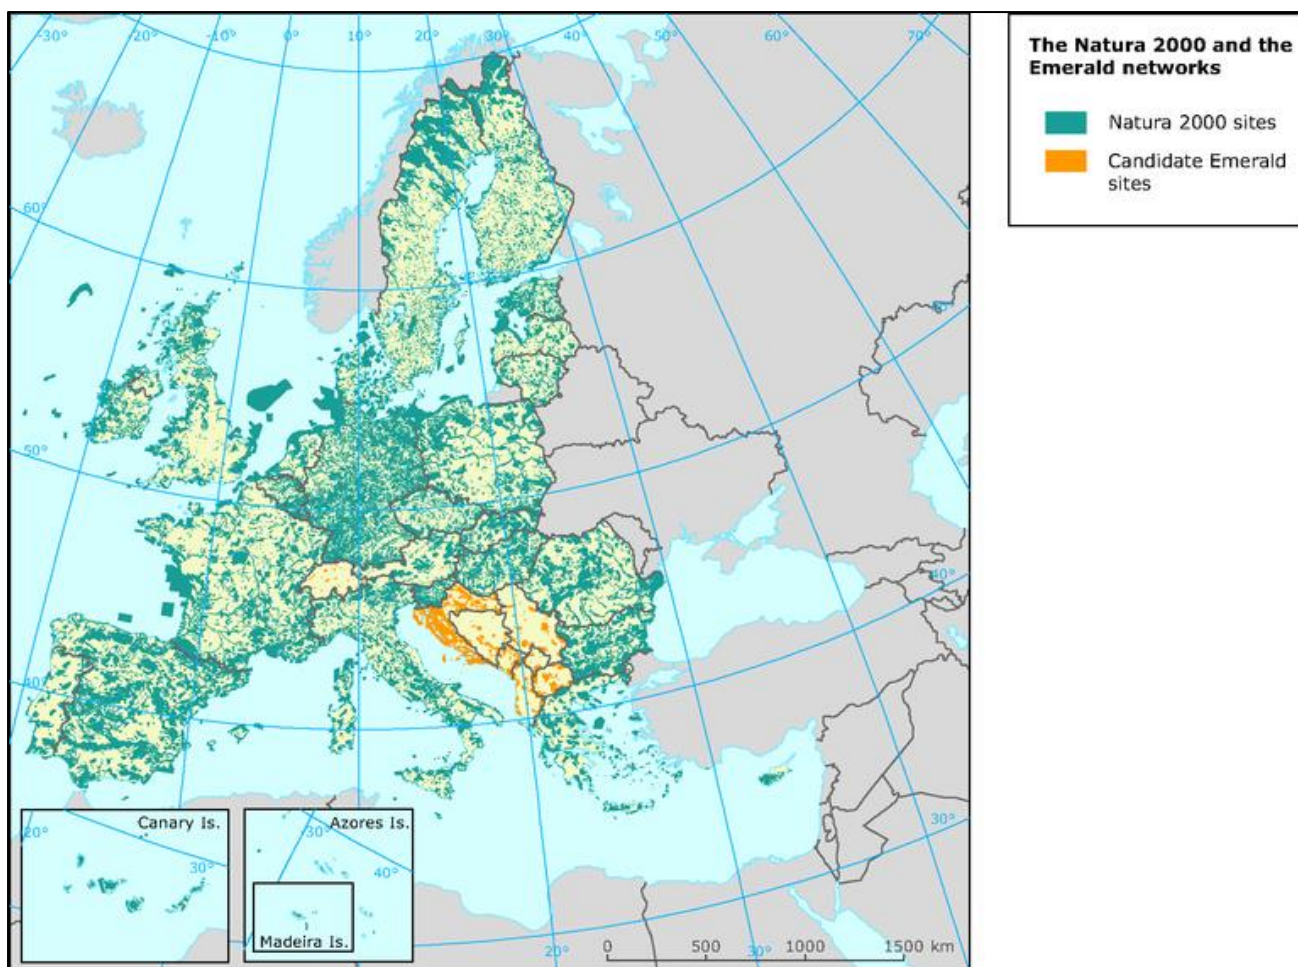 -30°
-20°
-10°
0°
10°
20°
30°
60°
70°
The Natura 2000 and the
Emerald networks
Natura 2000 sites
Candidate Emerald
sites
60°
50°
50°
40°
40°
Canary Is.
20°
30°
Azores Is.
30°
40°
Madeira Is.
30°
0 500 1000 1500 km
20°
30°